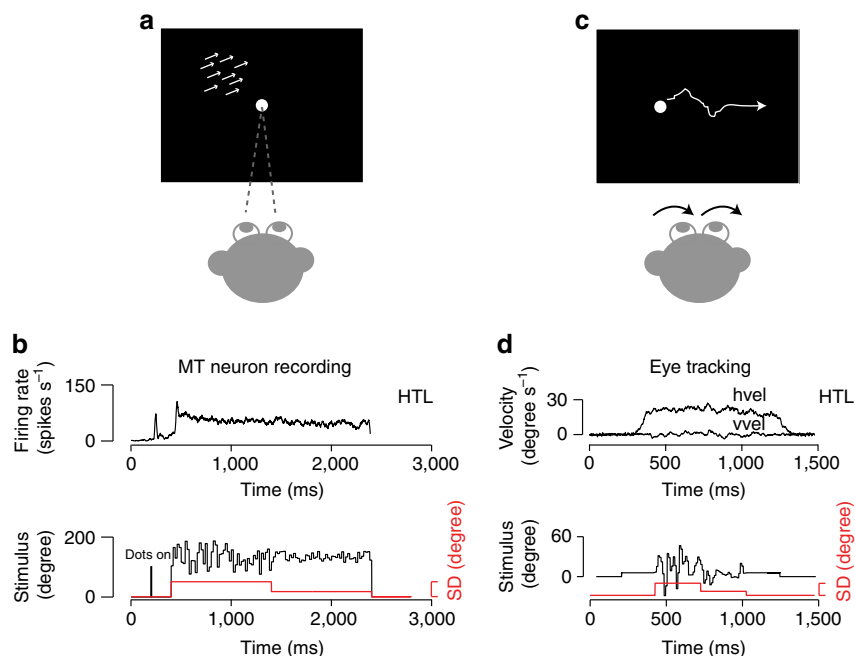 a
c
b
MT neuron recording
Firing rate
(spikes s⁻¹)
150
0
HTL
0
1,000
2,000
3,000
Time (ms)
Stimulus
(degree)
200
0
Dots on
SD (degree)
0
1,000
2,000
3,000
Time (ms)
d
Eye tracking
Velocity
(degree s⁻¹)
30
0
hvel
vvel
HTL
0
500
1,000
1,500
Time (ms)
Stimulus
(degree)
60
0
SD (degree)
0
500
1,000
1,500
Time (ms)